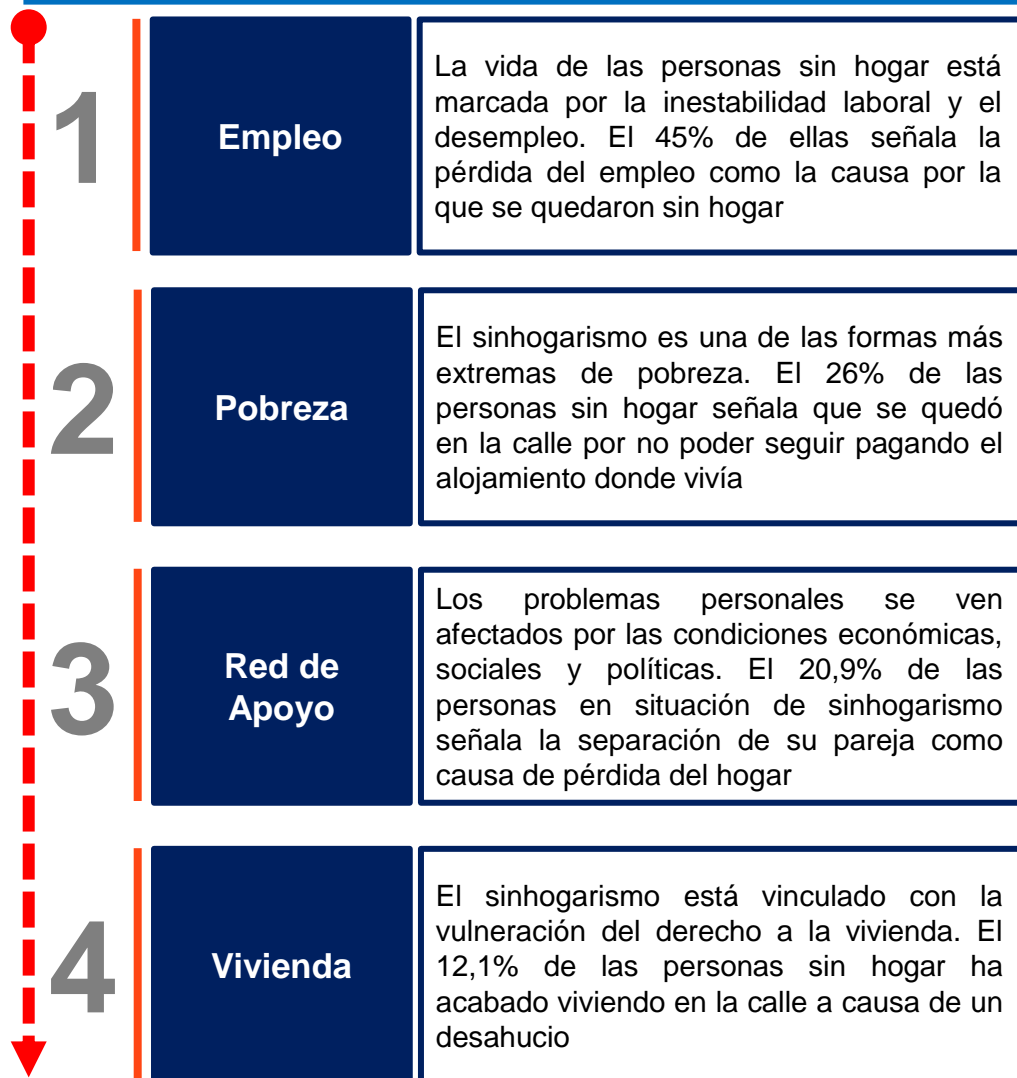 1
Empleo
La vida de las personas sin hogar está
marcada por la inestabilidad laboral y el
desempleo. El 45% de ellas señala la
pérdida del empleo como la causa por la
que se quedaron sin hogar
2
Pobreza
El sinhogarismo es una de las formas más
extremas de pobreza. El 26% de las
personas sin hogar señala que se quedó
en la calle por no poder seguir pagando el
alojamiento donde vivía
3
Red de
Apoyo
Los problemas personales se ven
afectados por las condiciones económicas,
sociales y políticas. El 20,9% de las
personas en situación de sinhogarismo
señala la separación de su pareja como
causa de pérdida del hogar
4
Vivienda
El sinhogarismo está vinculado con la
vulneración del derecho a la vivienda. El
12,1% de las personas sin hogar ha
acabado viviendo en la calle a causa de un
desahucio